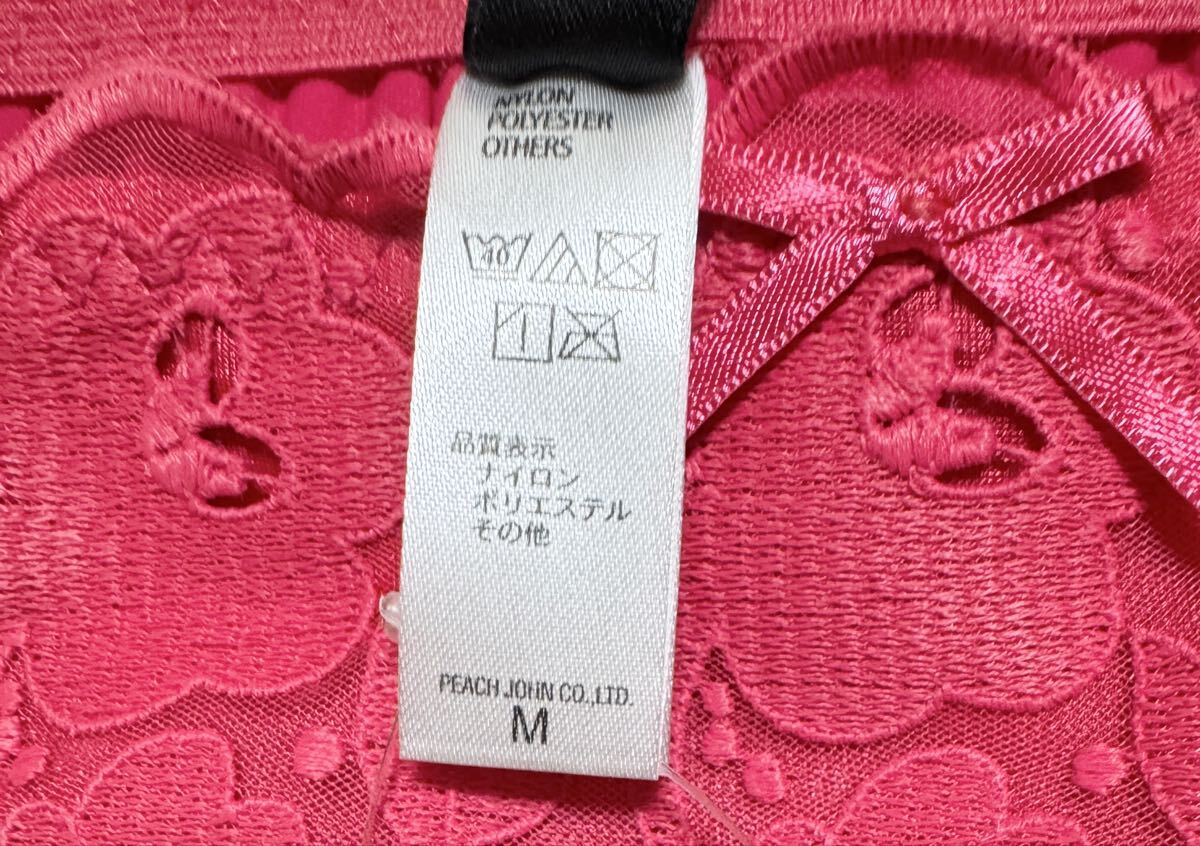 NYLON
POLYESTER
OTHERS
40
品質表示
ナイロン
ポリエステル
その他
PEACH JOHN CO.,LTD.
M